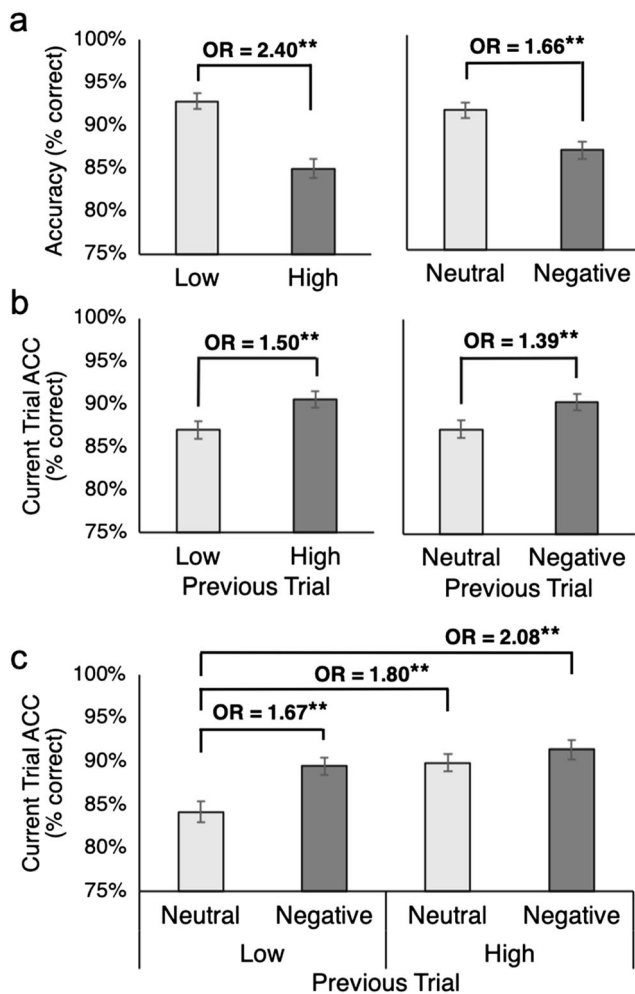 a
100%
95%
90%
85%
80%
75%
Accuracy (% correct)
OR = 2.40**
Low High
OR = 1.66**
Neutral Negative
b
100%
95%
90%
85%
80%
75%
Current Trial ACC
(% correct)
OR = 1.50**
Low High
Previous Trial
OR = 1.39**
Neutral Negative
Previous Trial
c
100%
95%
90%
85%
80%
75%
Current Trial ACC
(% correct)
OR = 2.08**
OR = 1.80**
OR = 1.67**
Neutral Negative Neutral Negative
Low High
Previous Trial